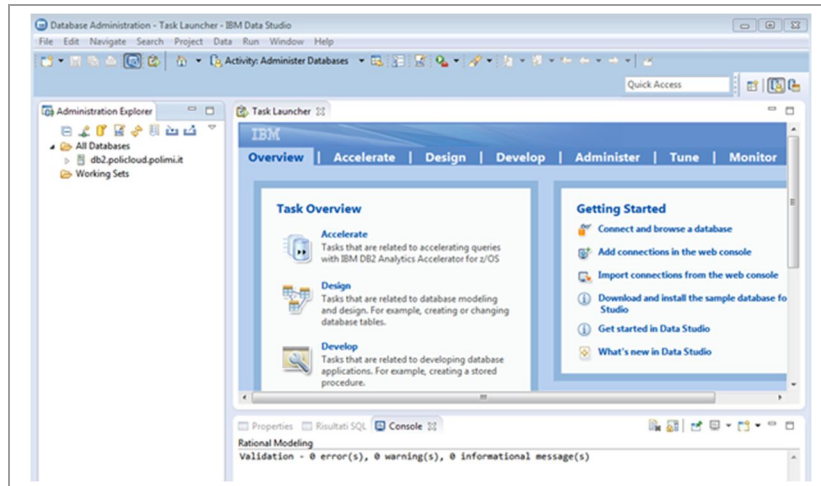 Database Administration - Task Launcher - IBM Data Studio
File Edit Navigate Search Project Data Run Window Help
Activity: Administer Databases
Quick Access
Administration Explorer
All Databases
db2.policloud.polimi.it
Working Sets
Task Launcher
IBM
Overview | Accelerate | Design | Develop | Administer | Tune | Monitor
Task Overview
Accelerate
Tasks that are related to accelerating queries
with IBM DB2 Analytics Accelerator for z/OS
Design
Tasks that are related to database modeling
and design. For example, creating or changing
database tables.
Develop
Tasks that are related to developing database
applications. For example, creating a stored
procedure.
Getting Started
Connect and browse a database
Add connections in the web console
Import connections from the web console
Download and install the sample database fo
Studio
Get started in Data Studio
What's new in Data Studio
Properties Risultati SQL Console
Rational Modeling
Validation - 0 error(s), 0 warning(s), 0 informational message(s)